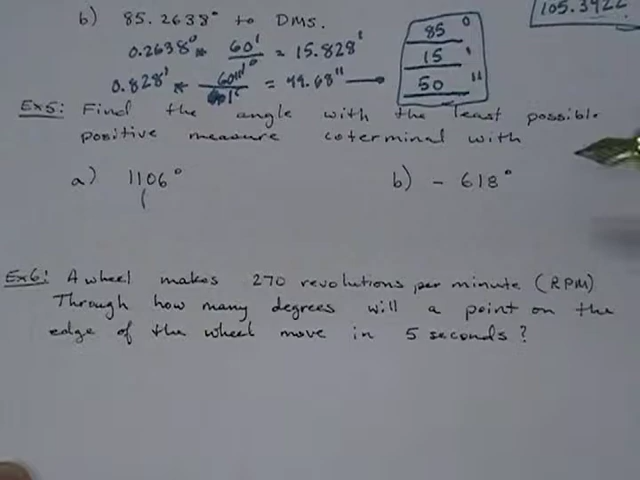 b) 85.2638° to DMS.
105.3922
0.2638° * 60'/1° = 15.828'
85°
15'
50"
0.828' * 60"/1' = 49.68"
Ex5: Find the angle with the least possible
positive measure coterminal with
a) 1106°
b) - 618°
Ex6: A wheel makes 270 revolutions per minute (RPM)
Through how many degrees will a point on the
edge of the wheel move in 5 seconds?